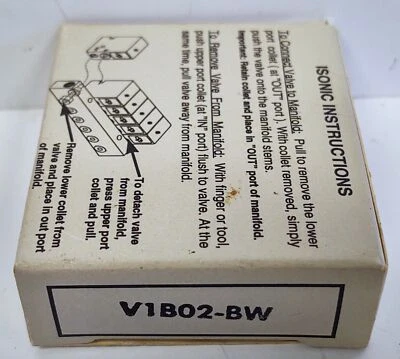 ISONIC INSTRUCTIONS
To Connect Valve to Manifold: Pull to remove the lower
port collet ( at "OUT" port ). With collet removed, simply
push the valve onto the manifold stems.
Important: Retain collet and place in "OUT" port of manifold.
To Remove Valve From Manifold: With finger or tool,
push upper port collet (at "IN" port) flush to valve. At the
same time, pull valve away from manifold.
To detach valve
from manifold,
press upper port
collet and pull.
Remove lower collet from
valve and place in out port
of manifold.
V1B02-BW